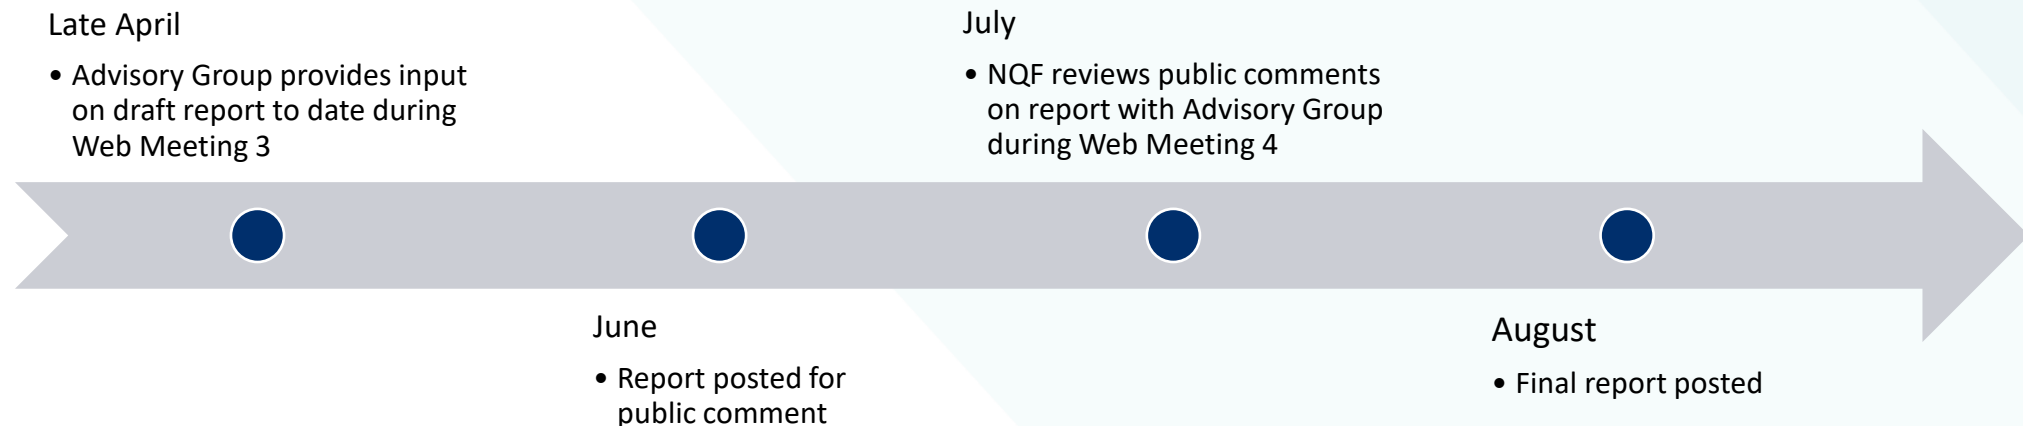 Late April
• Advisory Group provides input
on draft report to date during
Web Meeting 3
June
• Report posted for
public comment
July
• NQF reviews public comments
on report with Advisory Group
during Web Meeting 4
August
• Final report posted